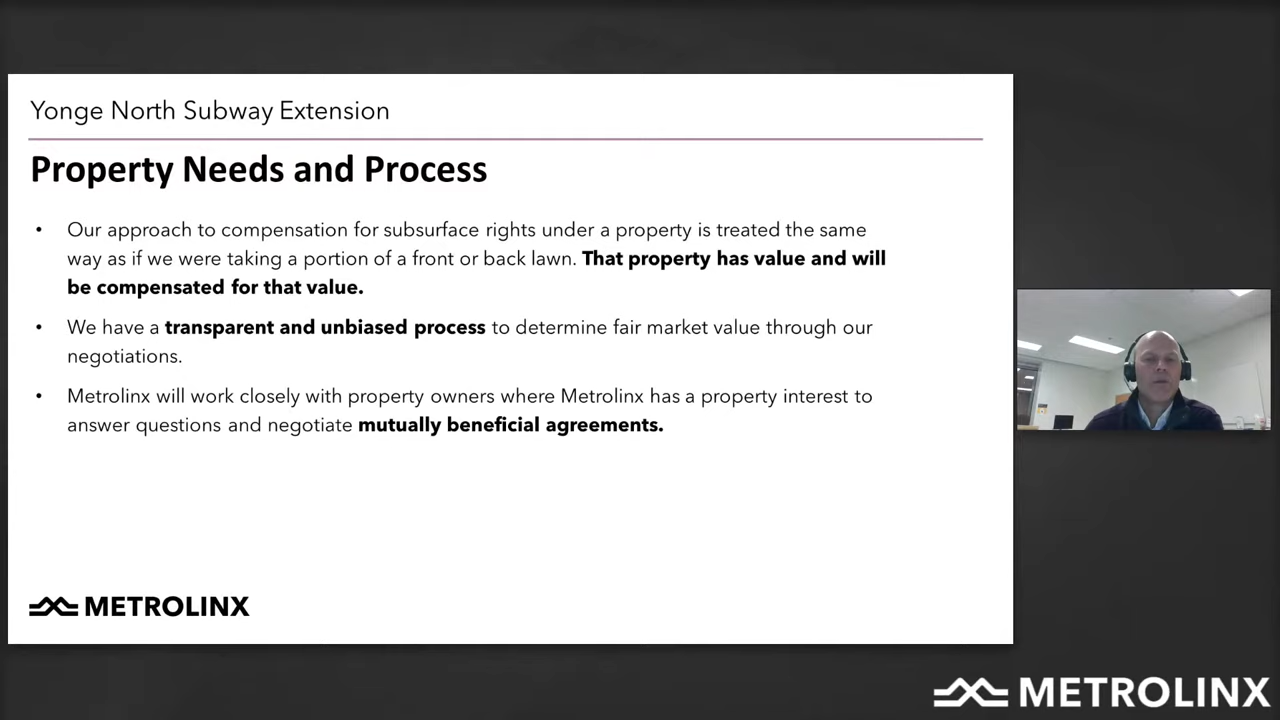 Yonge North Subway Extension
Property Needs and Process
• Our approach to compensation for subsurface rights under a property is treated the same
way as if we were taking a portion of a front or back lawn. That property has value and will
be compensated for that value.
• We have a transparent and unbiased process to determine fair market value through our
negotiations.
• Metrolinx will work closely with property owners where Metrolinx has a property interest to
answer questions and negotiate mutually beneficial agreements.
METROLINX
METROLINX